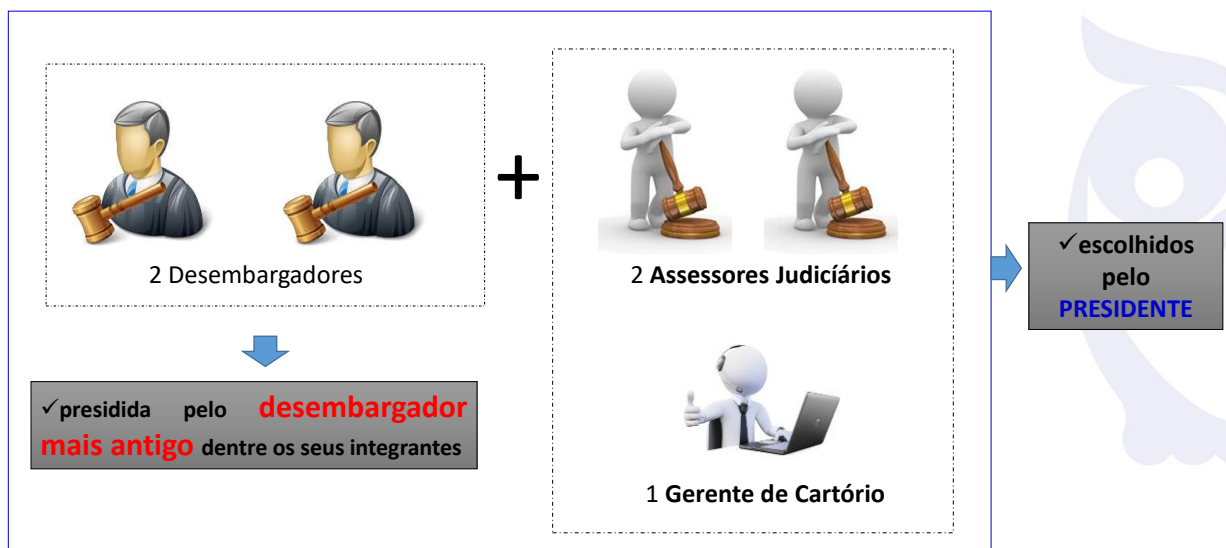 +
2 Desembargadores
2 Assessores Judicíários
✓escolhidos
pelo
PRESIDENTE
✓presidida pelo desembargador
mais antigo dentre os seus integrantes
1 Gerente de Cartório